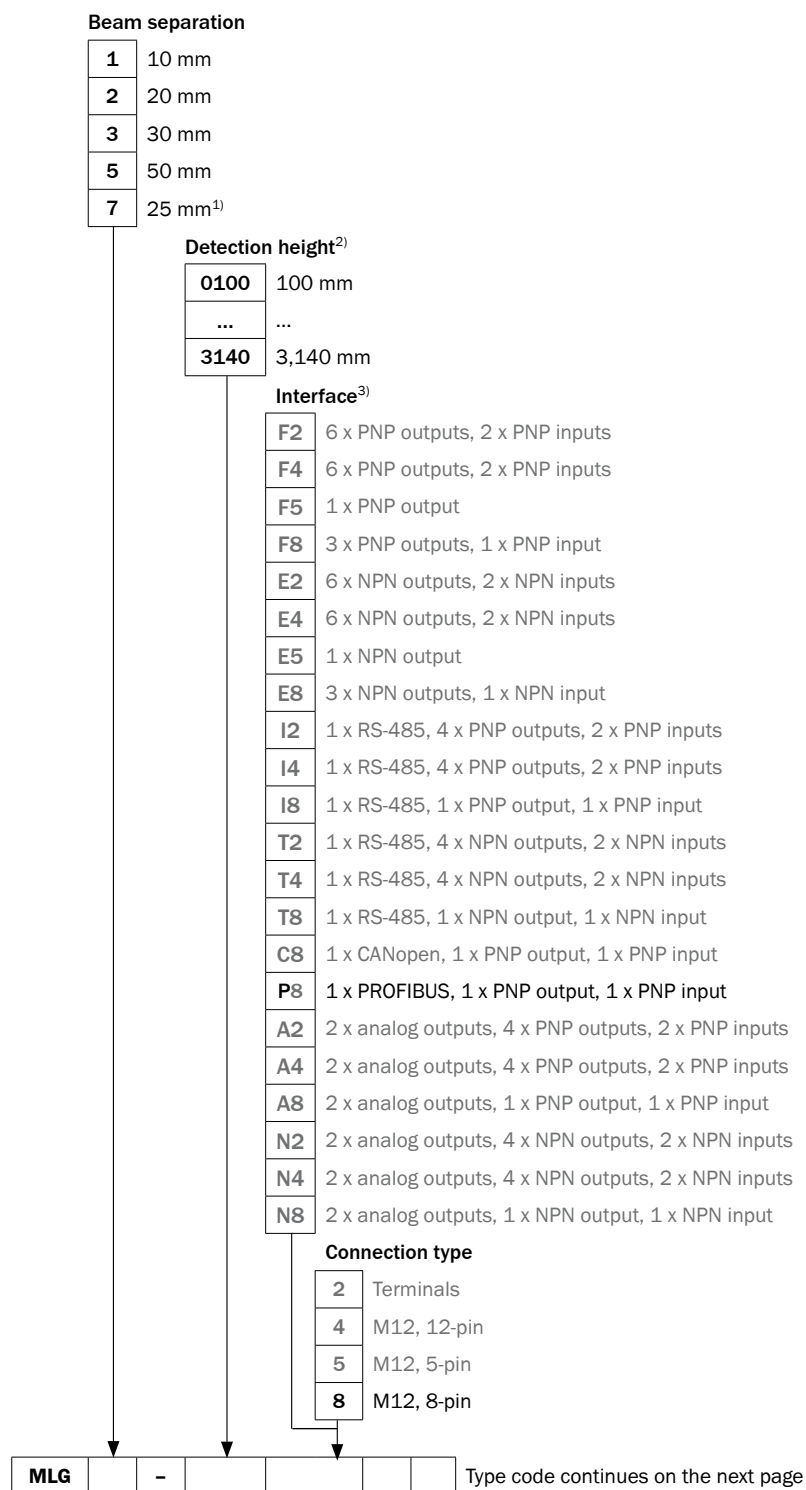 Beam separation
1 10 mm
2 20 mm
3 30 mm
5 50 mm
7 25 mm1)
Detection height2)
0100 100 mm
... ...
3140 3,140 mm
Interface3)
F2 6 x PNP outputs, 2 x PNP inputs
F4 6 x PNP outputs, 2 x PNP inputs
F5 1 x PNP output
F8 3 x PNP outputs, 1 x PNP input
E2 6 x NPN outputs, 2 x NPN inputs
E4 6 x NPN outputs, 2 x NPN inputs
E5 1 x NPN output
E8 3 x NPN outputs, 1 x NPN input
I2 1 x RS-485, 4 x PNP outputs, 2 x PNP inputs
I4 1 x RS-485, 4 x PNP outputs, 2 x PNP inputs
I8 1 x RS-485, 1 x PNP output, 1 x PNP input
T2 1 x RS-485, 4 x NPN outputs, 2 x NPN inputs
T4 1 x RS-485, 4 x NPN outputs, 2 x NPN inputs
T8 1 x RS-485, 1 x NPN output, 1 x NPN input
C8 1 x CANopen, 1 x PNP output, 1 x PNP input
P8 1 x PROFIBUS, 1 x PNP output, 1 x PNP input
A2 2 x analog outputs, 4 x PNP outputs, 2 x PNP inputs
A4 2 x analog outputs, 4 x PNP outputs, 2 x PNP inputs
A8 2 x analog outputs, 1 x PNP output, 1 x PNP input
N2 2 x analog outputs, 4 x NPN outputs, 2 x NPN inputs
N4 2 x analog outputs, 4 x NPN outputs, 2 x NPN inputs
N8 2 x analog outputs, 1 x NPN output, 1 x NPN input
Connection type
2 Terminals
4 M12, 12-pin
5 M12, 5-pin
8 M12, 8-pin
MLG – Type code continues on the next page